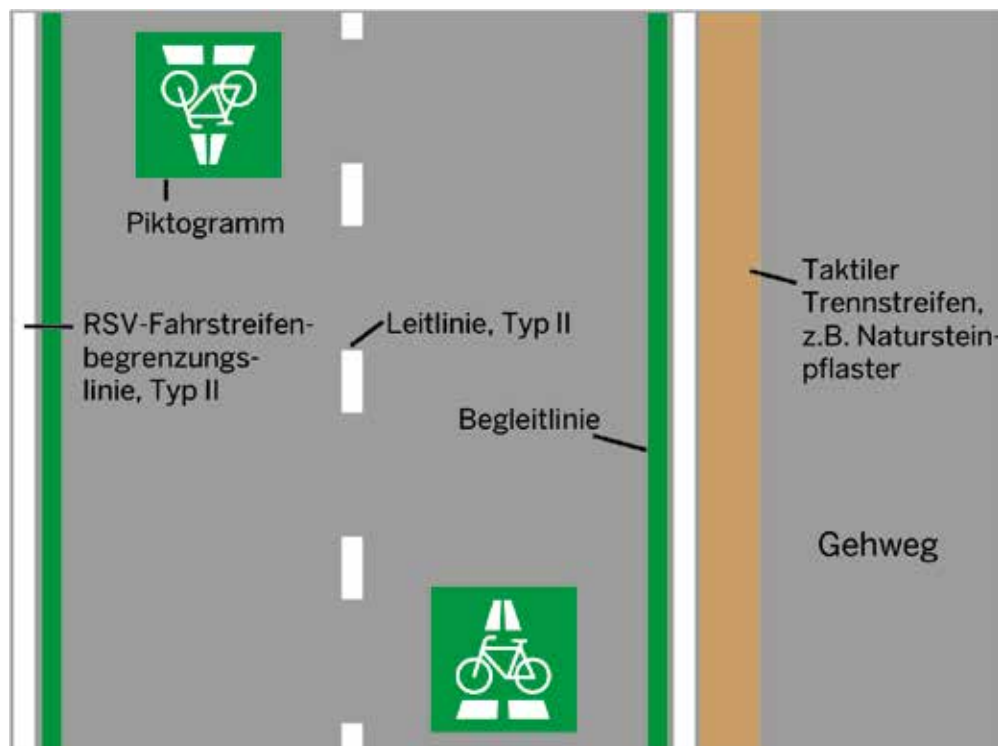 Piktogramm
RSV-Fahrstreifen-
begrenzungs-
linie, Typ II
Leitlinie, Typ II
Begleitlinie
Taktiler
Trennstreifen,
z.B. Naturstein-
pflaster
Gehweg